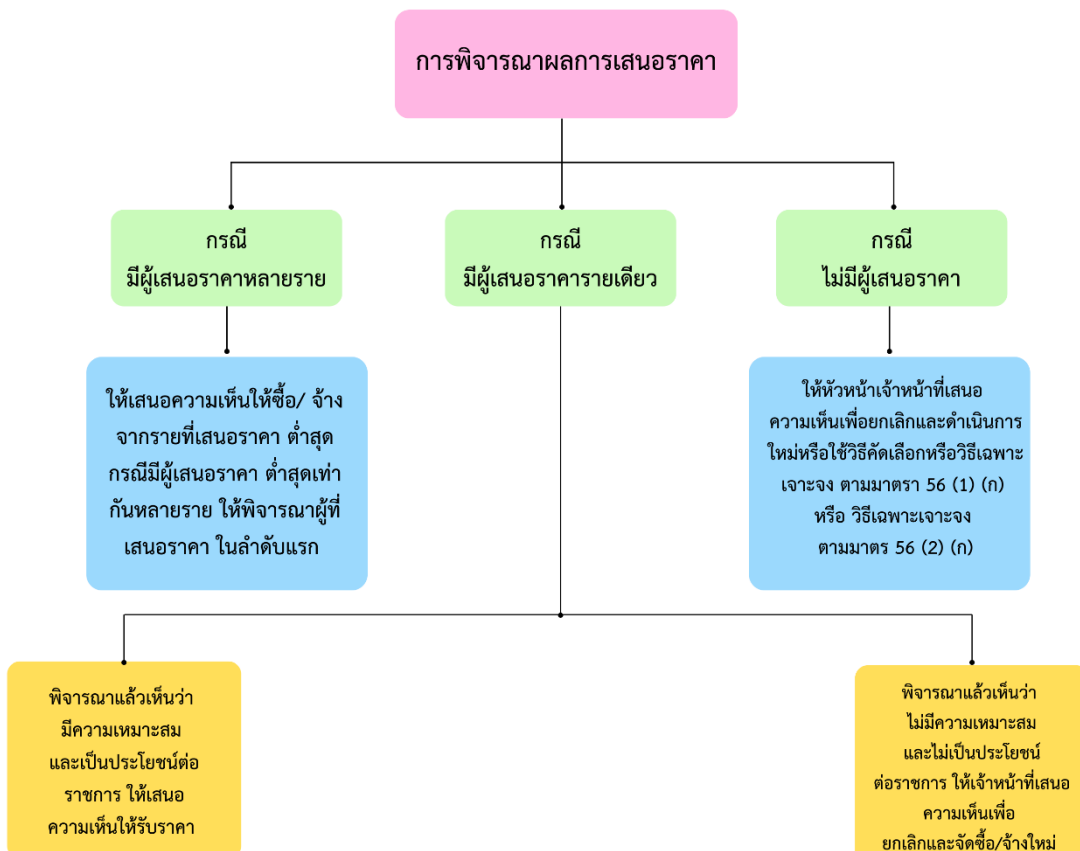 การพิจารณาผลการเสนอราคา
กรณี
มีผู้เสนอราคาหลายราย
กรณี
มีผู้เสนอราคารายเดียว
กรณี
ไม่มีผู้เสนอราคา
ให้เสนอความเห็นให้ซื้อ/ จ้าง
จากรายที่เสนอราคา ต่ำสุด
กรณีมีผู้เสนอราคา ต่ำสุดเท่า
กันหลายราย ให้พิจารณาผู้ที่
เสนอราคา ในลำดับแรก
ให้หัวหน้าเจ้าหน้าที่เสนอ
ความเห็นเพื่อยกเลิกและดำเนินการ
ใหม่หรือใช้วิธีคัดเลือกหรือวิธีเฉพาะ
เจาะจง ตามมาตรา 56 (1) (ก)
หรือ วิธีเฉพาะเจาะจง
ตามมาตร 56 (2) (ก)
พิจารณาแล้วเห็นว่า
มีความเหมาะสม
และเป็นประโยชน์ต่อ
ราชการ ให้เสนอ
ความเห็นให้รับราคา
พิจารณาแล้วเห็นว่า
ไม่มีความเหมาะสม
และไม่เป็นประโยชน์
ต่อราชการ ให้เจ้าหน้าที่เสนอ
ความเห็นเพื่อ
ยกเลิกและจัดซื้อ/จ้างใหม่